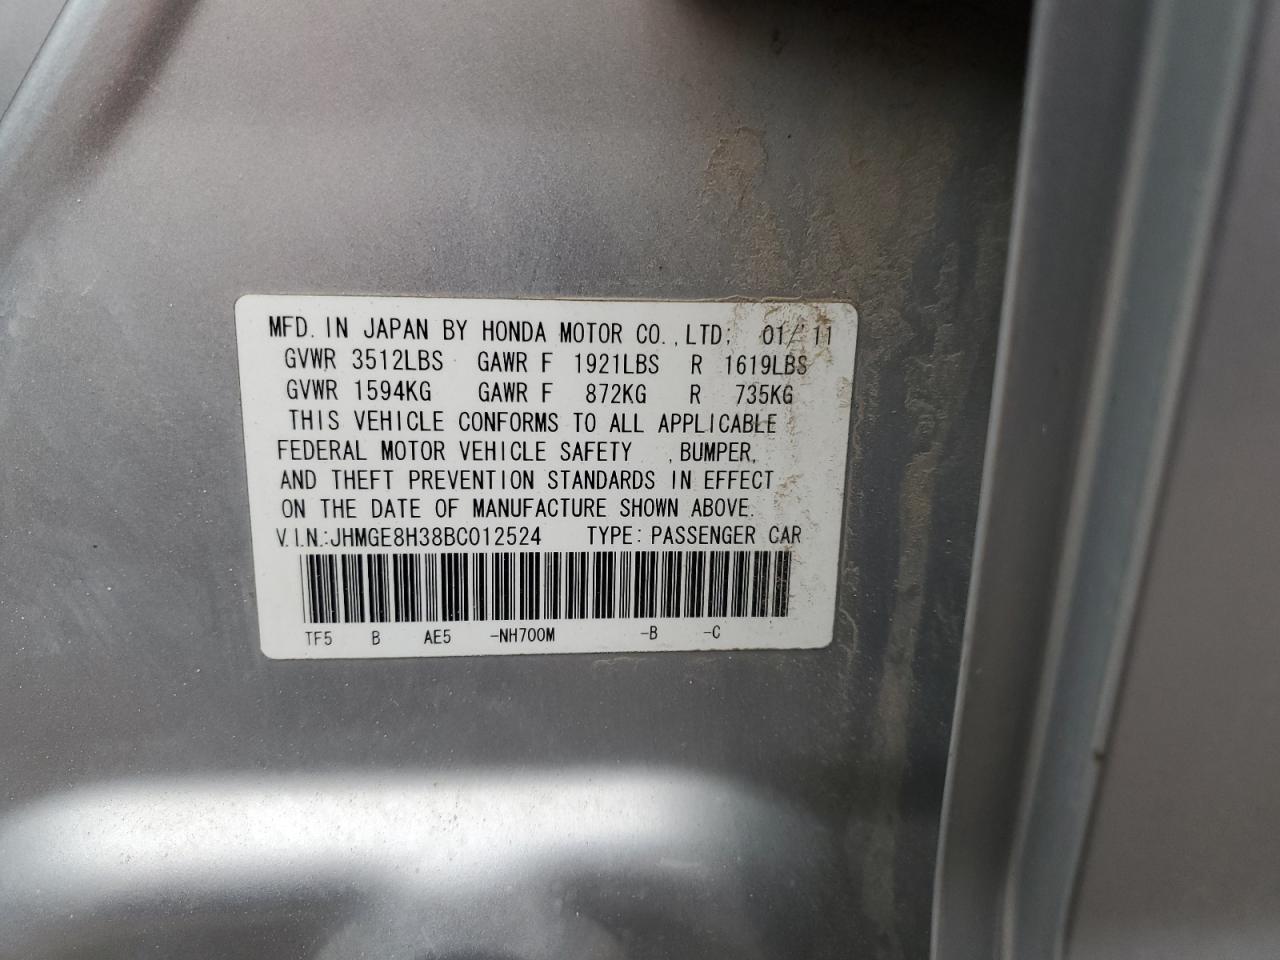 MFD. IN JAPAN BY HONDA MOTOR CO.,LTD. 01/'11
GVWR 3512LBS GAWR F 1921LBS R 1619LBS
GVWR 1594KG GAWR F 872KG R 735KG
THIS VEHICLE CONFORMS TO ALL APPLICABLE
FEDERAL MOTOR VEHICLE SAFETY ,BUMPER,
AND THEFT PREVENTION STANDARDS IN EFFECT
ON THE DATE OF MANUFACTURE SHOWN ABOVE.
V.I.N.:JHMGE8H38BC012524 TYPE: PASSENGER CAR
TF5 B AE5 -NH700M -B -C